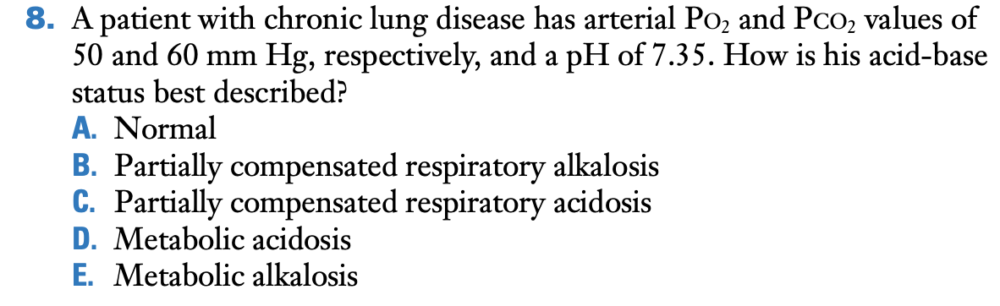 8. A patient with chronic lung disease has arterial PO₂ and PCO₂ values of
50 and 60 mm Hg, respectively, and a pH of 7.35. How is his acid-base
status best described?
A. Normal
B. Partially compensated respiratory alkalosis
C. Partially compensated respiratory acidosis
D. Metabolic acidosis
E. Metabolic alkalosis